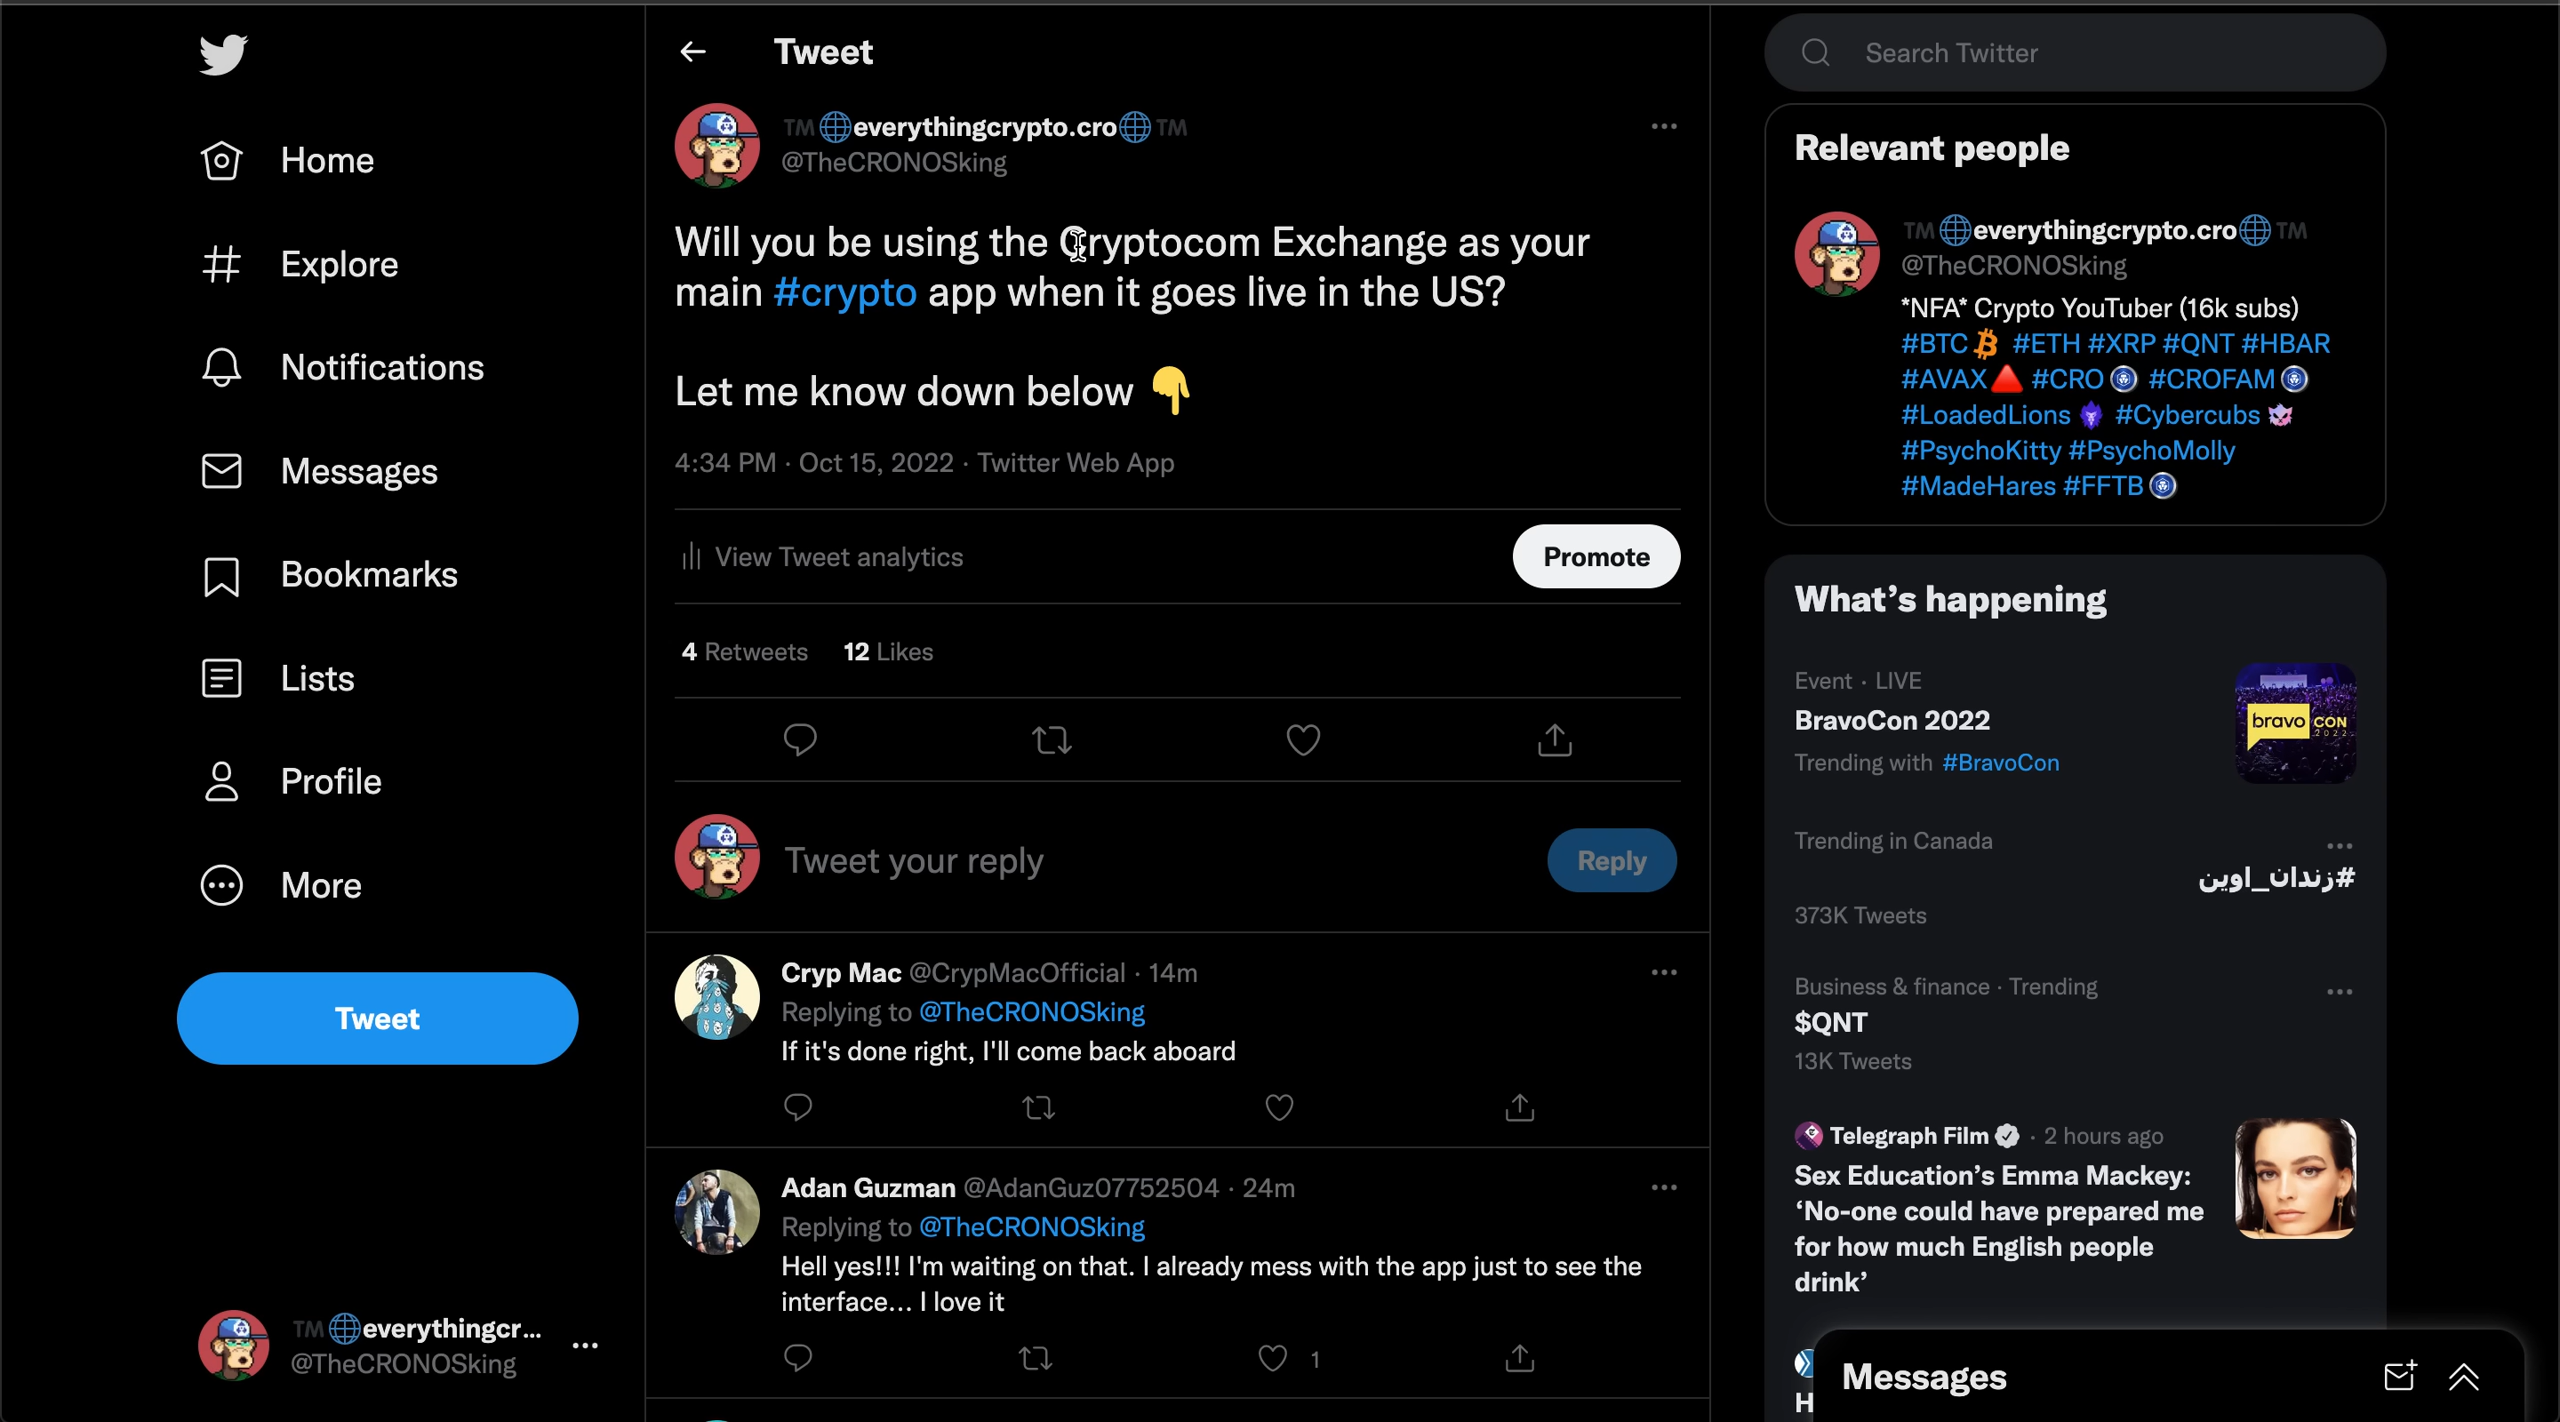 Home
Explore
Notifications
Messages
Bookmarks
Lists
Profile
More
Tweet
™🌐everythingcr...
@TheCRONOSking
Tweet
™🌐everythingcrypto.cro🌐™
@TheCRONOSking
Will you be using the Cryptocom Exchange as your
main #crypto app when it goes live in the US?
Let me know down below 👇
4:34 PM · Oct 15, 2022 · Twitter Web App
View Tweet analytics
Promote
4 Retweets 12 Likes
Tweet your reply
Reply
Cryp Mac @CrypMacOfficial · 14m
Replying to @TheCRONOSking
If it's done right, I'll come back aboard
Adan Guzman @AdanGuz07752504 · 24m
Replying to @TheCRONOSking
Hell yes!!! I'm waiting on that. I already mess with the app just to see the
interface... I love it
1
Search Twitter
Relevant people
™🌐everythingcrypto.cro🌐™
@TheCRONOSking
*NFA* Crypto YouTuber (16k subs)
#BTC #ETH #XRP #QNT #HBAR
#AVAX🔺 #CRO #CROFAM
#LoadedLions #Cybercubs
#PsychoKitty #PsychoMolly
#MadeHares #FFTB
What's happening
Event · LIVE
BravoCon 2022
Trending with #BravoCon
bravo CON
2022
Trending in Canada
#زندان_اوین
373K Tweets
Business & finance · Trending
$QNT
13K Tweets
Telegraph Film · 2 hours ago
Sex Education's Emma Mackey:
'No-one could have prepared me
for how much English people
drink'
H
Messages